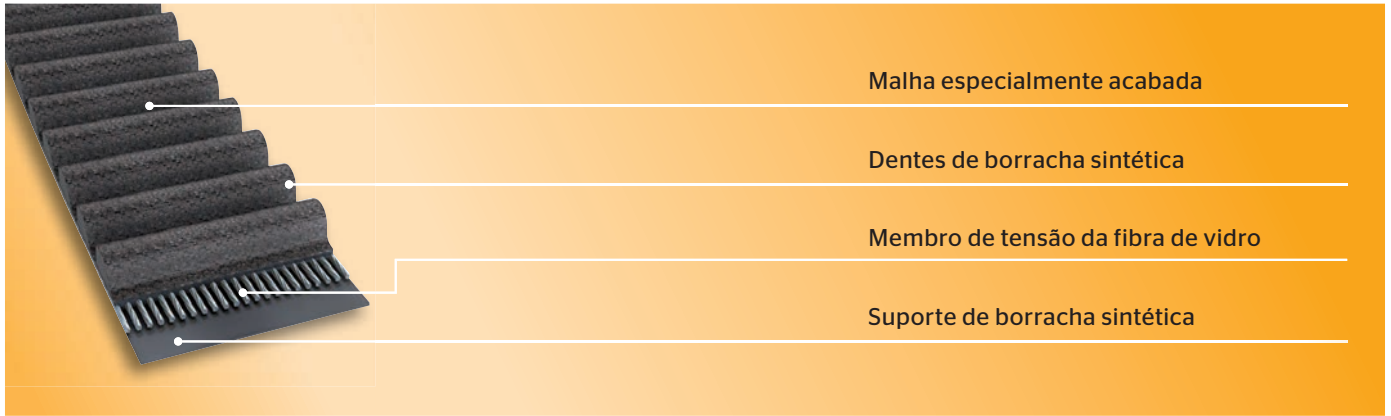 Malha especialmente acabada
Dentes de borracha sintética
Membro de tensão da fibra de vidro
Suporte de borracha sintética